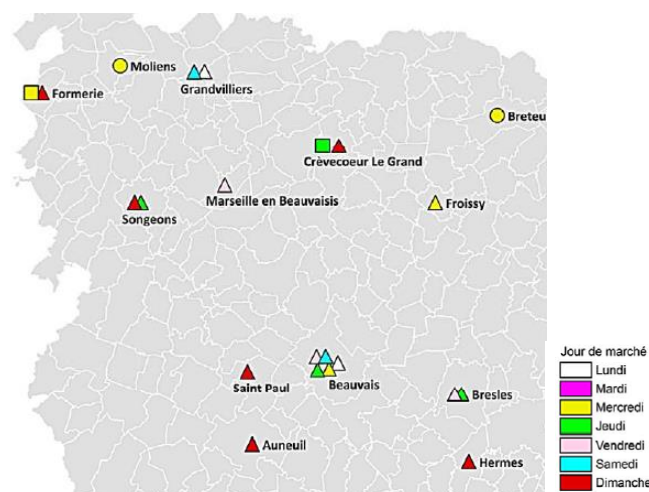 Moliens
Grandvilliers
Formerie
Breteu
Crèvecoeur Le Grand
Marseille en Beauvaisis
Songeons
Froissy
Saint Paul
Beauvais
Bresles
Auneuil
Hermes
Jour de marché
Lundi
Mardi
Mercredi
Jeudi
Vendredi
Samedi
Dimanche